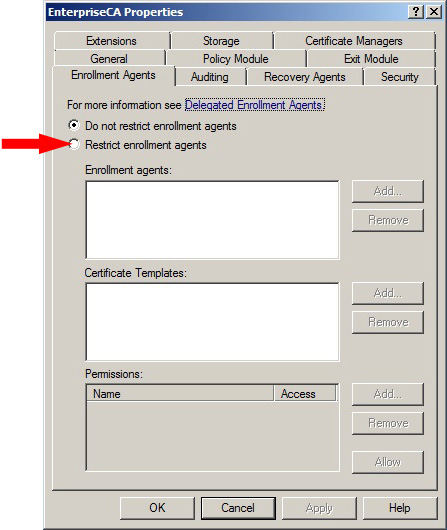 EnterpriseCA Properties
Extensions Storage Certificate Managers
General Policy Module Exit Module
Enrollment Agents Auditing Recovery Agents Security
For more information see Delegated Enrollment Agents.
Do not restrict enrollment agents
Restrict enrollment agents
Enrollment agents:
Add...
Remove
Certificate Templates:
Add...
Remove
Permissions:
Name Access
Add...
Remove
Allow
OK Cancel Apply Help